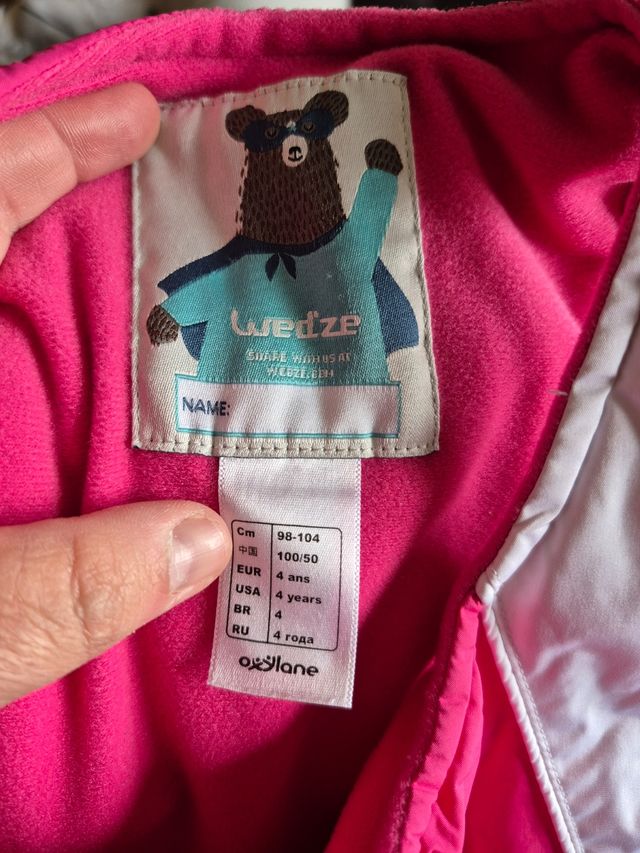 Wed'ze
SHARE WITH US AT
WEDZE.COM
NAME:
Cm 98-104
中国 100/50
EUR 4 ans
USA 4 years
BR 4
RU 4 года
oxylane